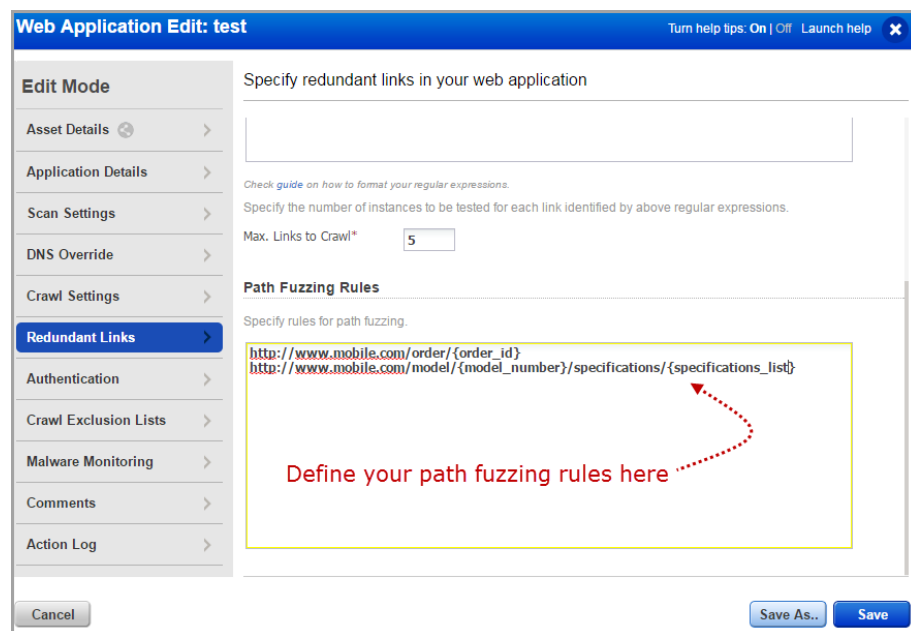 Web Application Edit: test
Turn help tips: On | Off Launch help
Edit Mode
Asset Details
Application Details
Scan Settings
DNS Override
Crawl Settings
Redundant Links
Authentication
Crawl Exclusion Lists
Malware Monitoring
Comments
Action Log
Specify redundant links in your web application
Check guide on how to format your regular expressions.
Specify the number of instances to be tested for each link identified by above regular expressions.
Max. Links to Crawl* 5
Path Fuzzing Rules
Specify rules for path fuzzing.
http://www.mobile.com/order/{order_id}
http://www.mobile.com/model/{model_number}/specifications/{specifications_list}
Define your path fuzzing rules here
Cancel
Save As..
Save